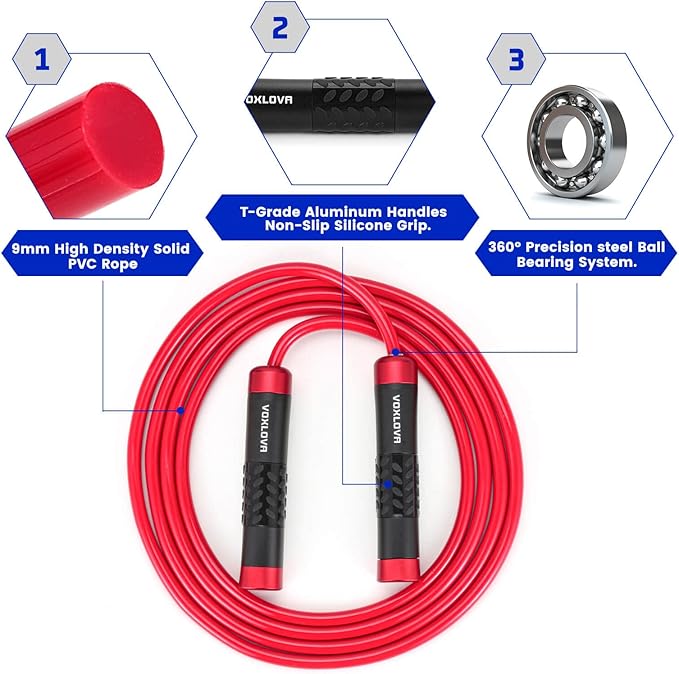 1
2
3
VOXLOVA
T-Grade Aluminum Handles
Non-Slip Silicone Grip.
9mm High Density Solid
PVC Rope
360° Precision steel Ball
Bearing System.
VOXLOVA
VOXLOVA